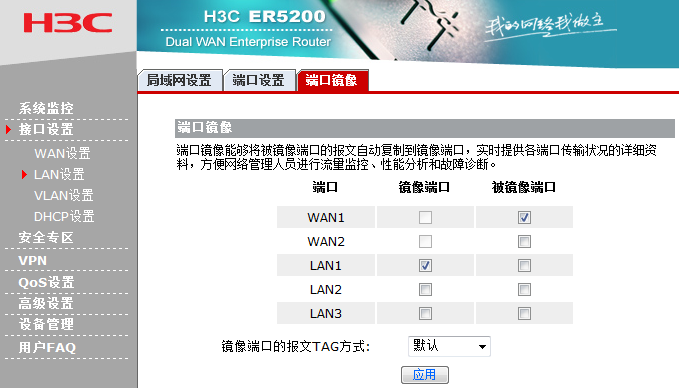 H3C
H3C ER5200
Dual WAN Enterprise Router
我的网络我做主
局域网设置 端口设置 端口镜像
系统监控
接口设置
WAN设置
LAN设置
VLAN设置
DHCP设置
安全专区
VPN
QoS设置
高级设置
设备管理
用户FAQ
端口镜像
端口镜像能够将被镜像端口的报文自动复制到镜像端口，实时提供各端口传输状况的详细资
料，方便网络管理人员进行流量监控、性能分析和故障诊断。
端口 镜像端口 被镜像端口
WAN1
WAN2
LAN1
LAN2
LAN3
镜像端口的报文TAG方式: 默认
应用